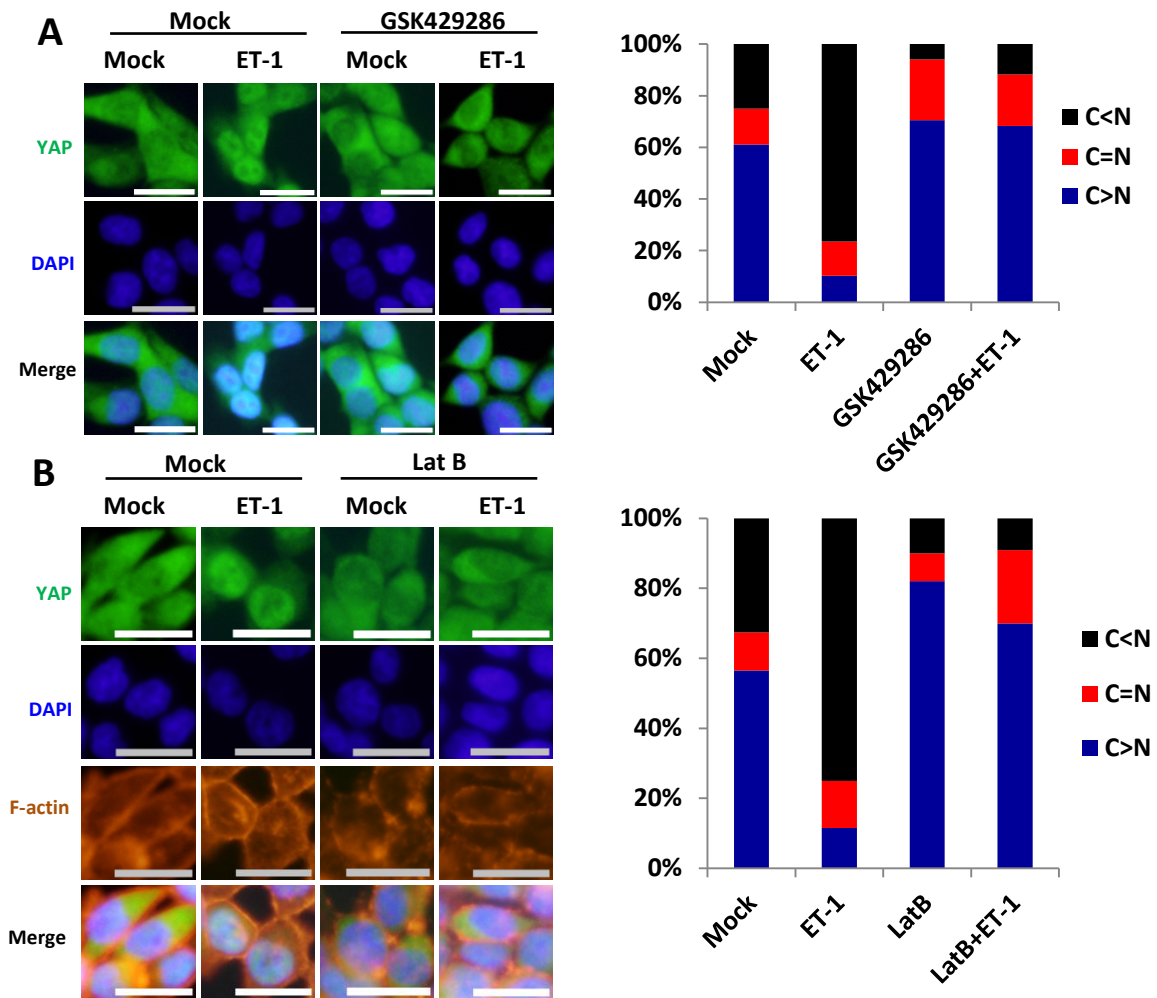 A
Mock GSK429286
Mock ET-1 Mock ET-1
YAP
DAPI
Merge
100%
80%
60%
40%
20%
0%
Mock
ET-1
GSK429286
GSK429286+ET-1
C<N
C=N
C>N
B
Mock Lat B
Mock ET-1 Mock ET-1
YAP
DAPI
F-actin
Merge
100%
80%
60%
40%
20%
0%
Mock
ET-1
LatB
LatB+ET-1
C<N
C=N
C>N